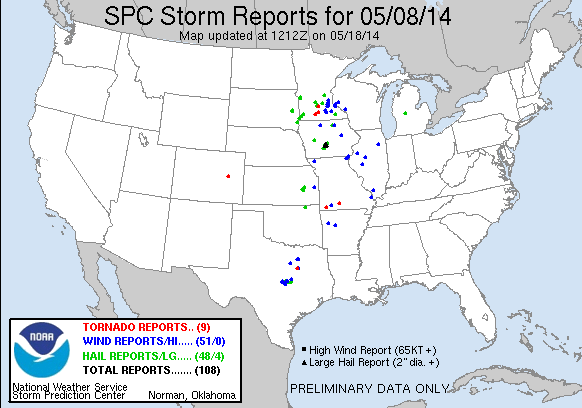 SPC Storm Reports for 05/08/14
Map updated at 1212Z on 05/18/14
TORNADO REPORTS.. (9)
WIND REPORTS/HI..... (51/0)
HAIL REPORTS/LG..... (48/4)
TOTAL REPORTS....... (108)
NOAA
National Weather Service
Storm Prediction Center Norman, Oklahoma
High Wind Report (65KT +)
Large Hail Report (2" dia. +)
PRELIMINARY DATA ONLY